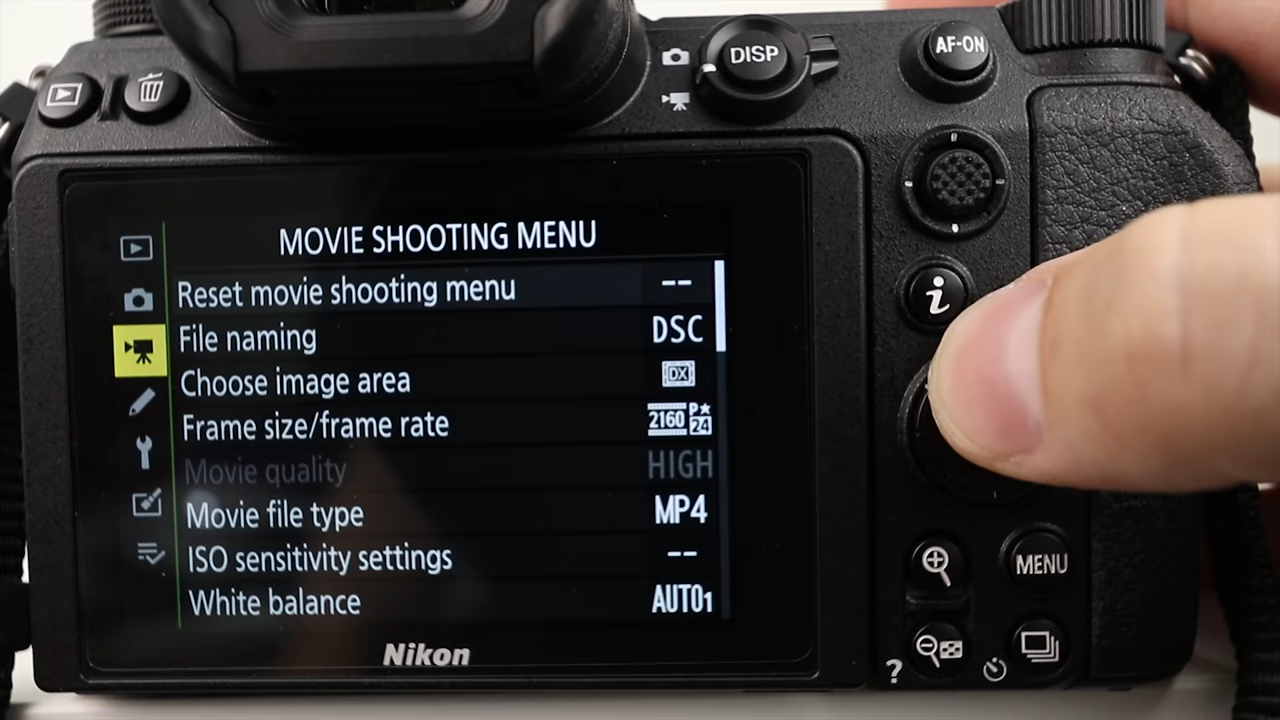 DISP
AF-ON
MOVIE SHOOTING MENU
Reset movie shooting menu --
File naming DSC
Choose image area DX
Frame size/frame rate 2160 P★ 24
Movie quality HIGH
Movie file type MP4
ISO sensitivity settings --
White balance AUTO1
i
MENU
?
Nikon